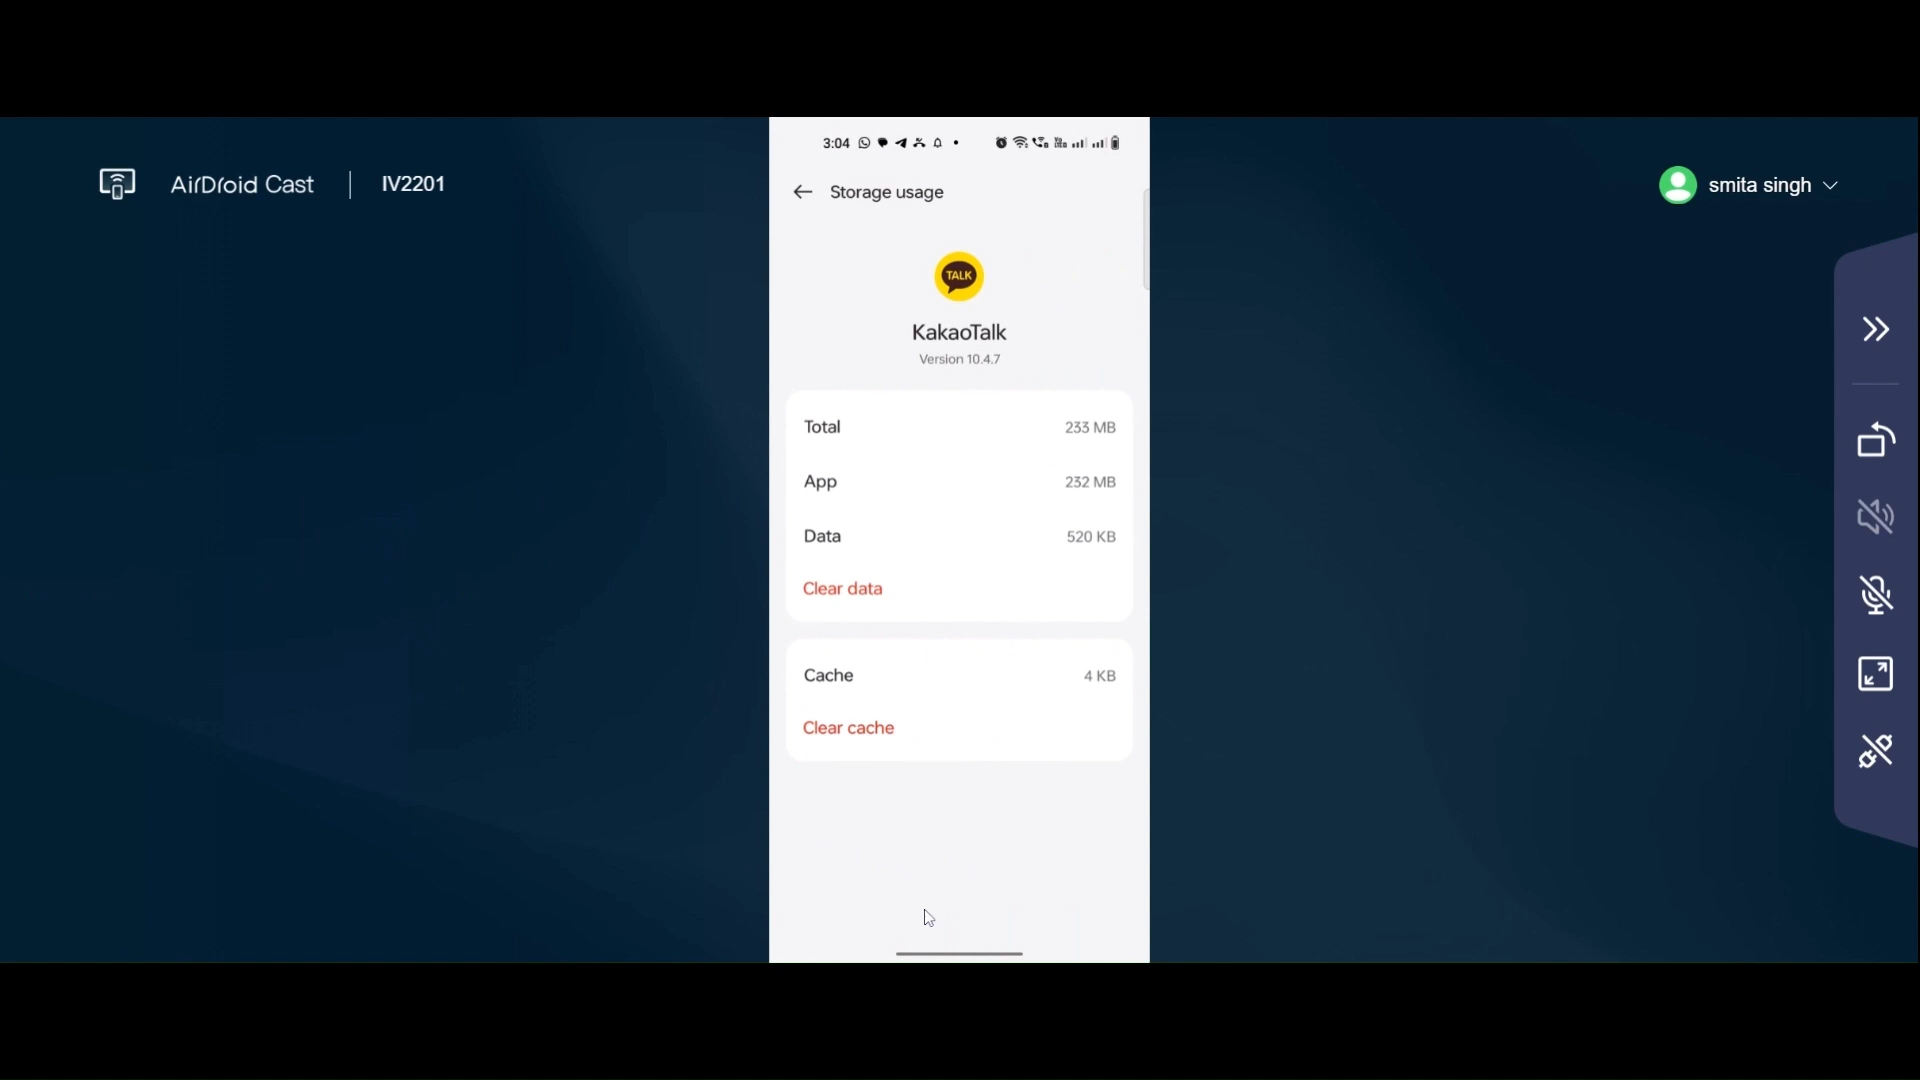 3:04
AirDroid Cast
IV2201
smita singh
Storage usage
TALK
KakaoTalk
Version 10.4.7
Total 233 MB
App 232 MB
Data 520 KB
Clear data
Cache 4 KB
Clear cache